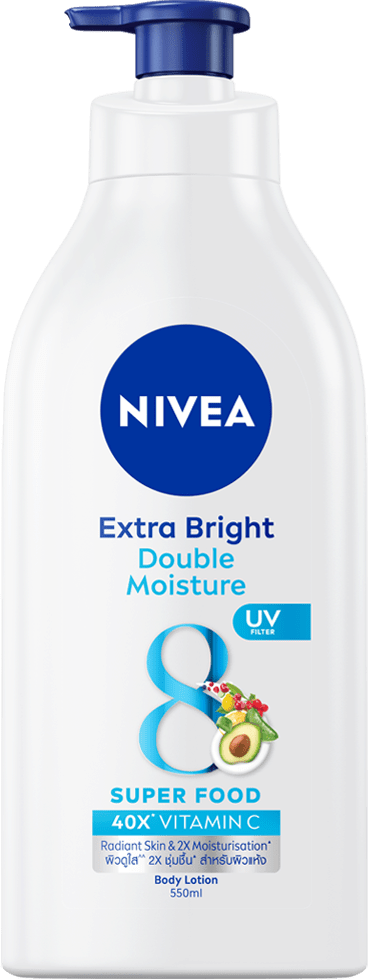 NIVEA
Extra Bright
Double
Moisture
UV
FILTER
8
SUPER FOOD
40X* VITAMIN C
Radiant Skin & 2X Moisturisation*
ผิวดูใส^^ 2X ชุ่มชื้น* สำหรับผิวแห้ง
Body Lotion
550ml